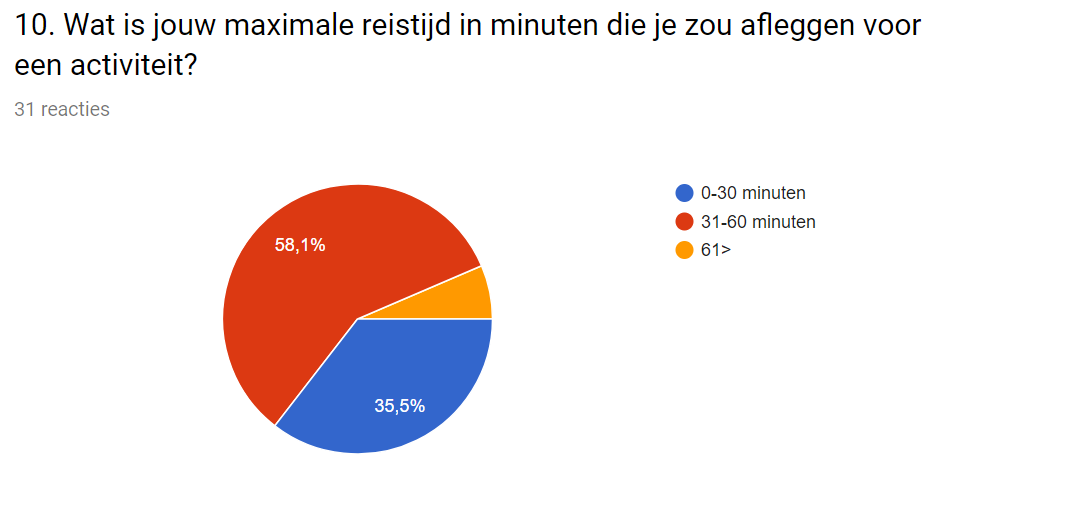 10. Wat is jouw maximale reistijd in minuten die je zou afleggen voor
een activiteit?
31 reacties
0-30 minuten
31-60 minuten
61>
58,1%
35,5%